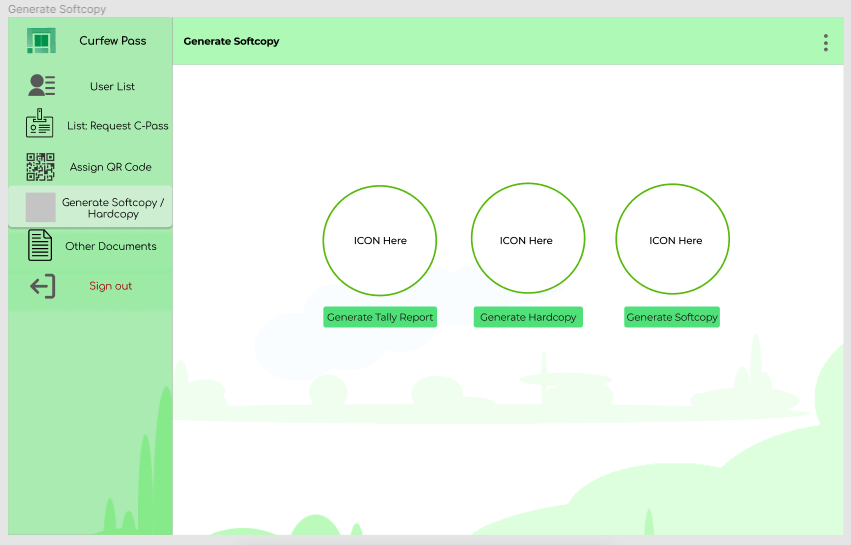 Generate Softcopy
Curfew Pass
Generate Softcopy
User List
List: Request C-Pass
Assign QR Code
Generate Softcopy /
Hardcopy
Other Documents
Sign out
ICON Here
ICON Here
ICON Here
Generate Tally Report
Generate Hardcopy
Generate Softcopy